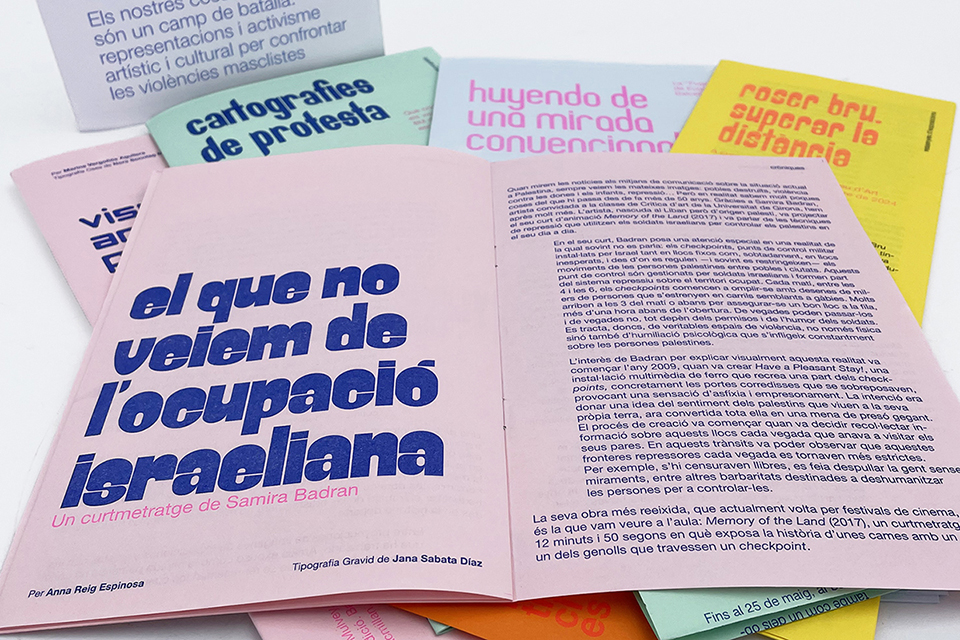 Els nostres
són un camp de batalla:
representacions i activisme
artístic i cultural per confrontar
les violències masclistes
cartografies
de protesta
huyendo de
una mirada
roser bru.
superar la
distància
Per Marina Vergoñós Aguilera
el que no
veiem de
l'ocupació
israeliana
Un curtmetratge de Samira Badran
Tipografia Gravid de Jana Sabata Díaz
Per Anna Reig Espinosa
Quan mirem les notícies als mitjans de comunicació sobre la situació actual
a Palestina, sempre veiem les mateixes imatges: pobles destruïts, violència
contra les dones i els infants, repressió... Però en realitat sabem molt poques
coses del que hi passa des de fa més de 50 anys. Gràcies a Samira Badran,
artista convidada a la classe de Crítica d'art de la Universitat de Girona, hem
après molt més. L'artista, nascuda al Líban però d'origen palestí, va projectar
el seu curt d'animació Memory of the Land (2017) i va parlar de les tècniques
de repressió que utilitzen els soldats israelians per controlar els palestins en
el seu dia a dia.
En el seu curt, Badran posa una atenció especial en una realitat de
la qual sovint no es parla: els checkpoints, punts de control militar
instal·lats per Israel tant en llocs fixos com, sobtadament, en llocs
inesperats, i des d'on es reguien —i sovint es restringeixen— els
moviments de les persones palestines entre pobles i ciutats. Aquests
punt de control són gestionats per soldats israelians i formen part
del sistema repressiu sobre el territori ocupat. Cada matí, entre les
4 i les 6, els checkpoints comencen a omplir-se amb desenes de mil-
ers de persones que s'estrenyen en camís semblants a gàbies. Molts
arriben a les 3 del matí o abans per assegurar-se un bon lloc a la fila
més d'una hora abans de l'obertura. De vegades poden passar-los
i de vegades no, tot depèn dels permisos i de l'humor dels soldats.
Es tracta, doncs, de veritables espais de violència, no només física
sinó també d'humiliació psicològica que s'infligeix constantment
sobre les persones palestines.
L'interès de Badran per explicar visualment aquesta realitat va
començar l'any 2009, quan va crear Have a Pleasant Stay!, una
instal·lació multimèdia de ferro que recrea una part dels check-
points, concretament les portes corredisses que se sobreposaven,
provocant una sensació d'asfixia i empresonament. La intenció era
donar una idea del sentiment dels palestins que viuen a la seva
pròpia terra, ara convertida tota ella en una mena de presó gegant.
El procés de creació va començar quan va decidir recol·lectar in-
formació sobre aquests llocs cada vegada que anava a visitar els
seus pares. En aquests trànsits va poder observar que aquestes
fronteres repressores cada vegada es tornaven més estrictes.
Per exemple, s'hi censuraven llibres, es feia despullar la gent sense
miraments, entre altres barbaritats destinades a deshumanitzar
les persones per a controlar-les.
La seva obra més reeixida, que actualment volta per festivals de cinema,
és la que vam veure a l'aula: Memory of the Land (2017), un curtmetratg
12 minuts i 50 segons en què exposa la història d'unes cames amb un
un dels genolls que travessen un checkpoint.
Fins al 25 de maig, al